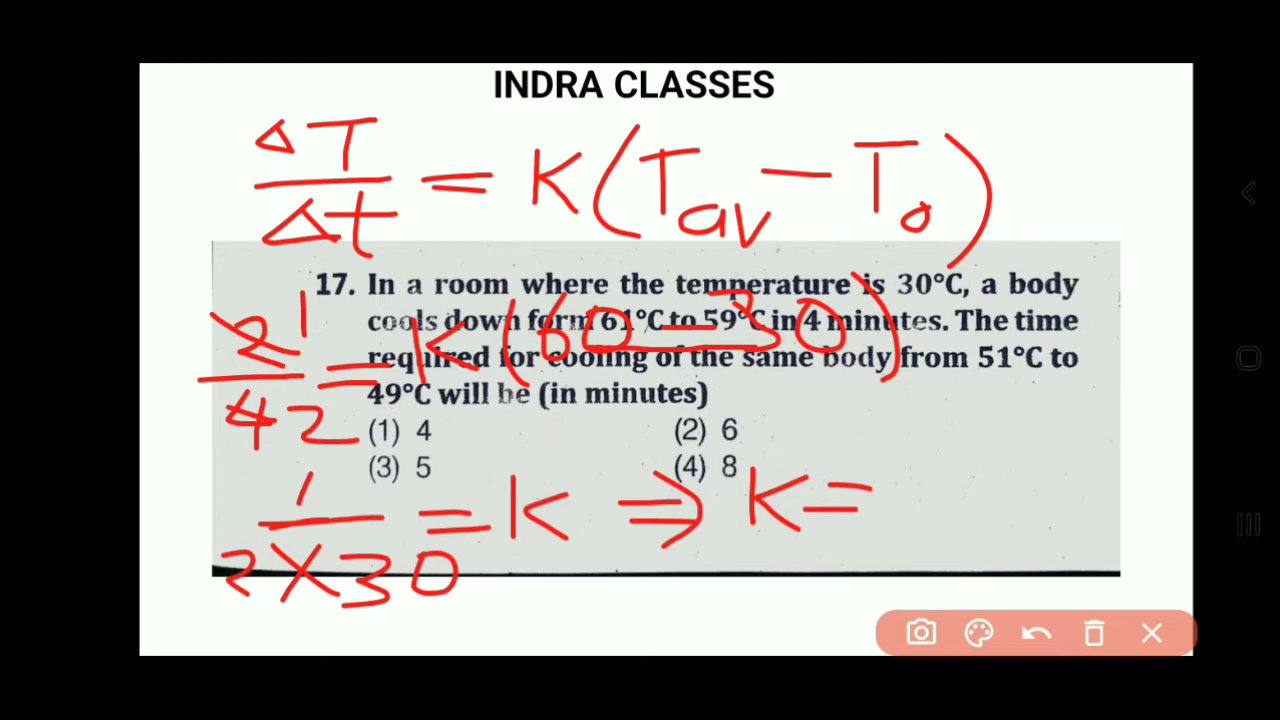 INDRA CLASSES
ΔT/Δt = K(Tav − To)
17. In a room where the temperature is 30°C, a body
cools down form 61°C to 59°C in 4 minutes. The time
required for cooling of the same body from 51°C to
49°C will be (in minutes)
(1) 4 (2) 6
(3) 5 (4) 8
2 1/4 2 = K(60 − 30)
1/2×30 = K ⇒ K =